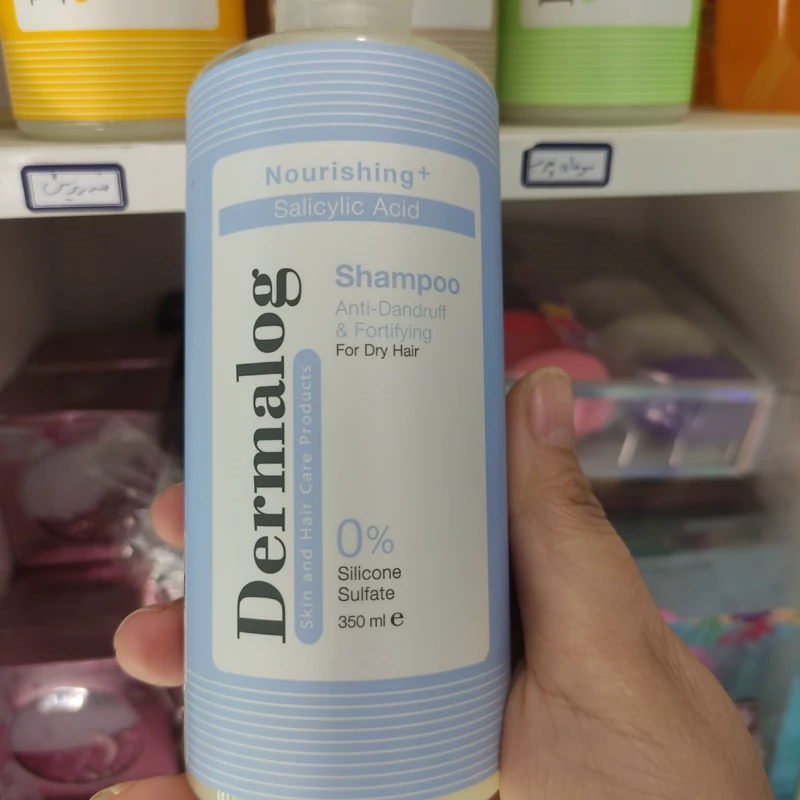 Nourishing+
Salicylic Acid
Dermalog
Skin and Hair Care Products
Shampoo
Anti-Dandruff
& Fortifying
For Dry Hair
0%
Silicone
Sulfate
350 ml e